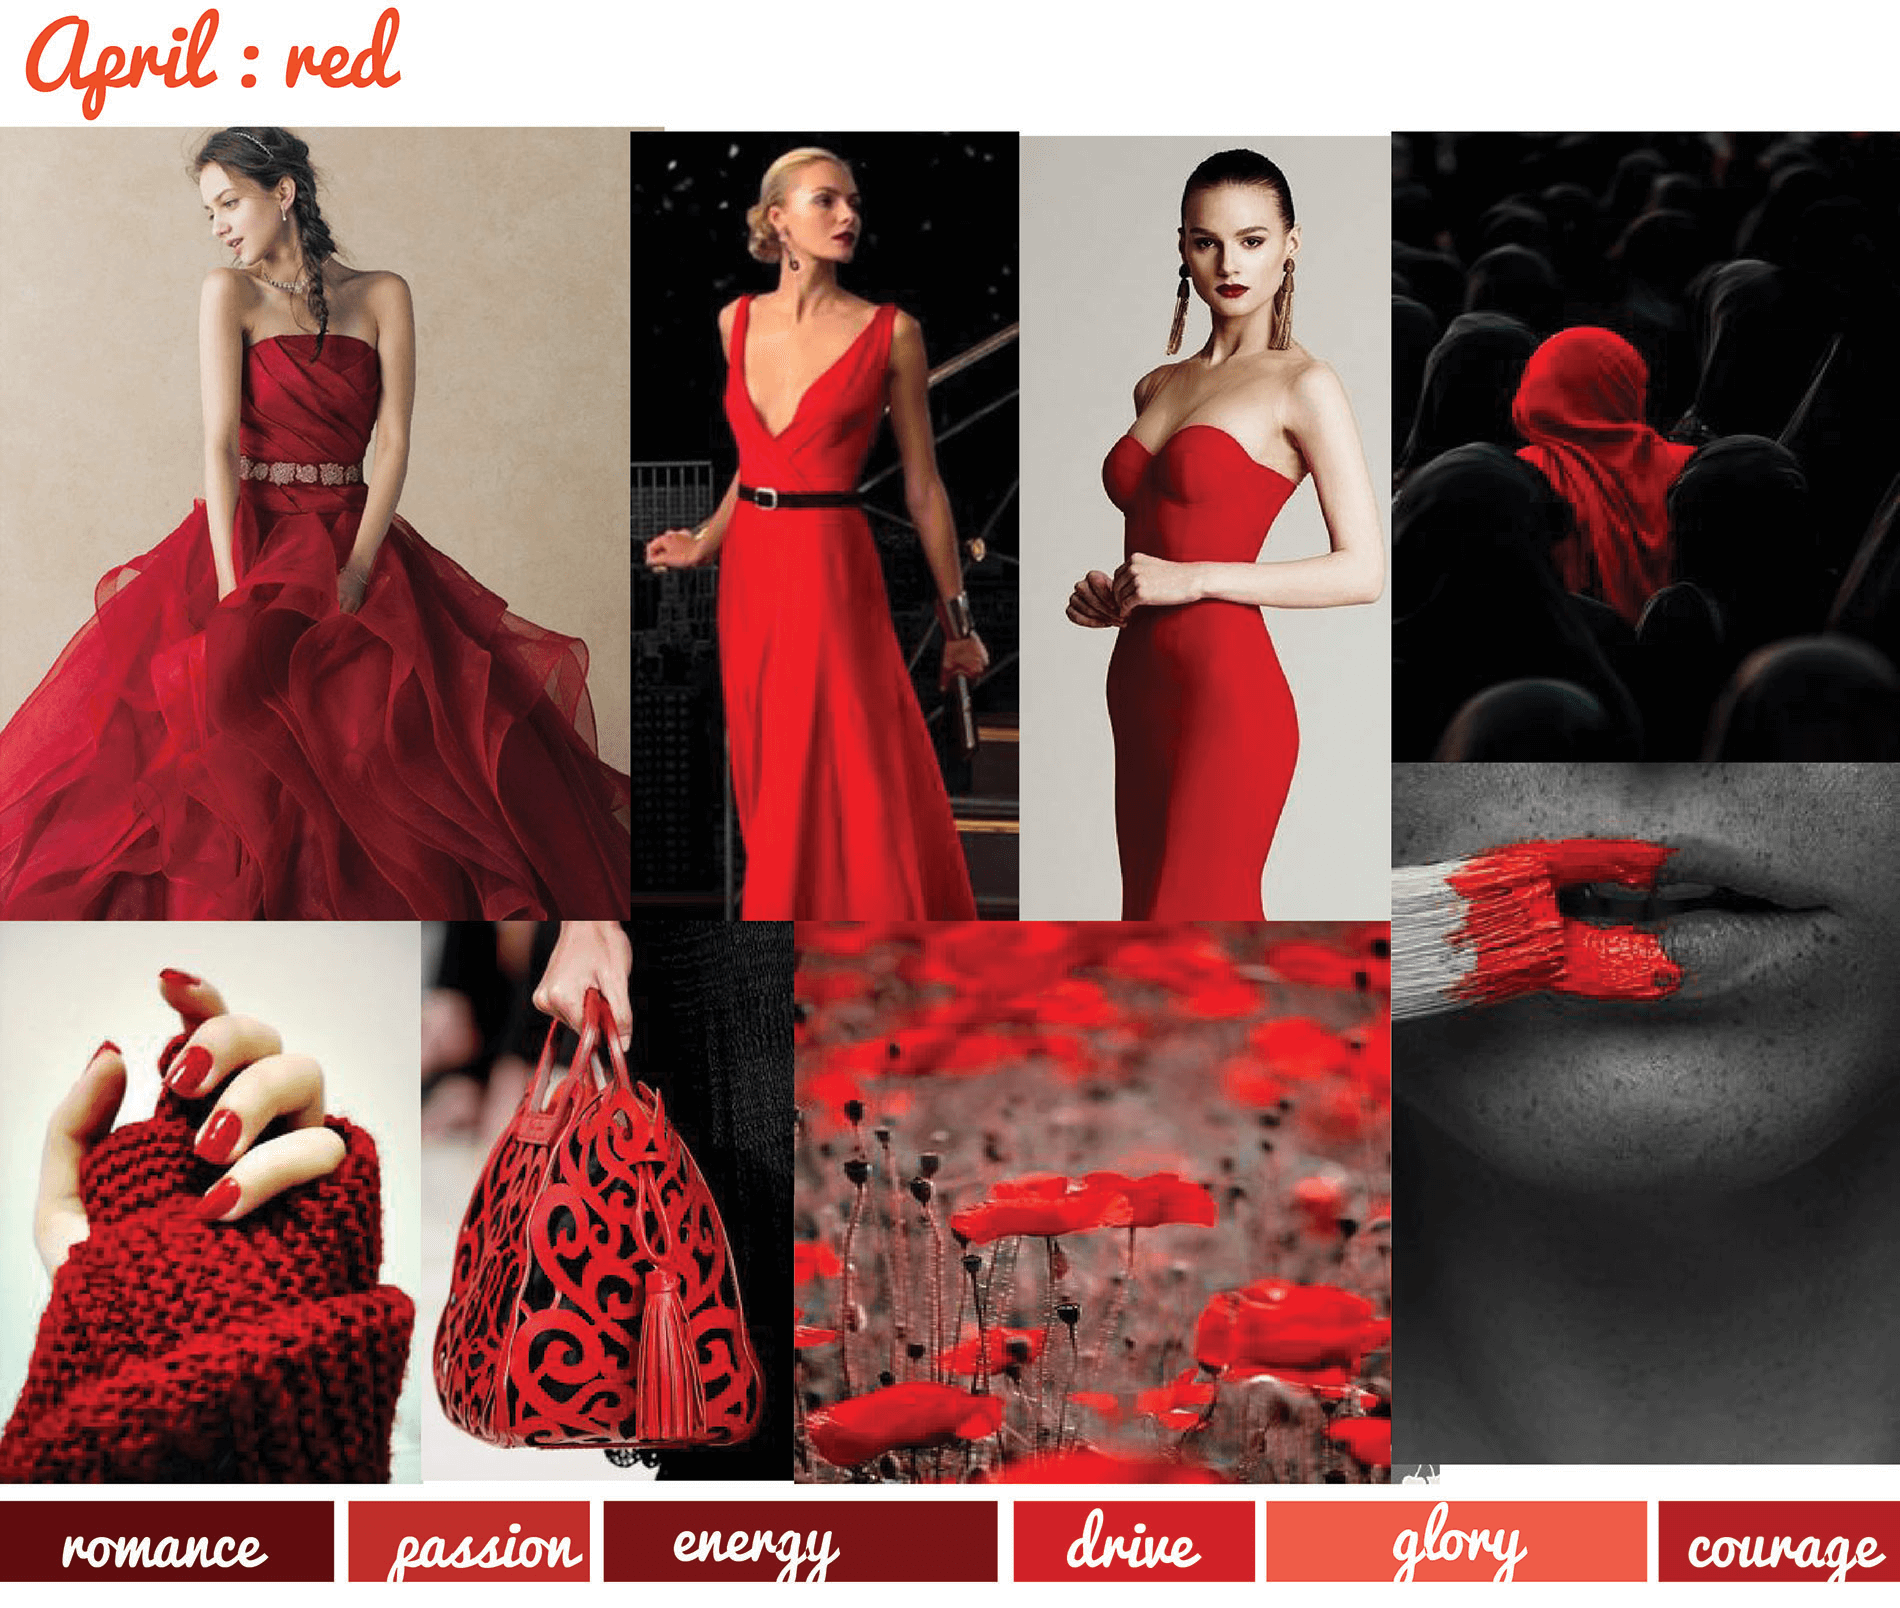 April : red
romance
passion
energy
drive
glory
courage